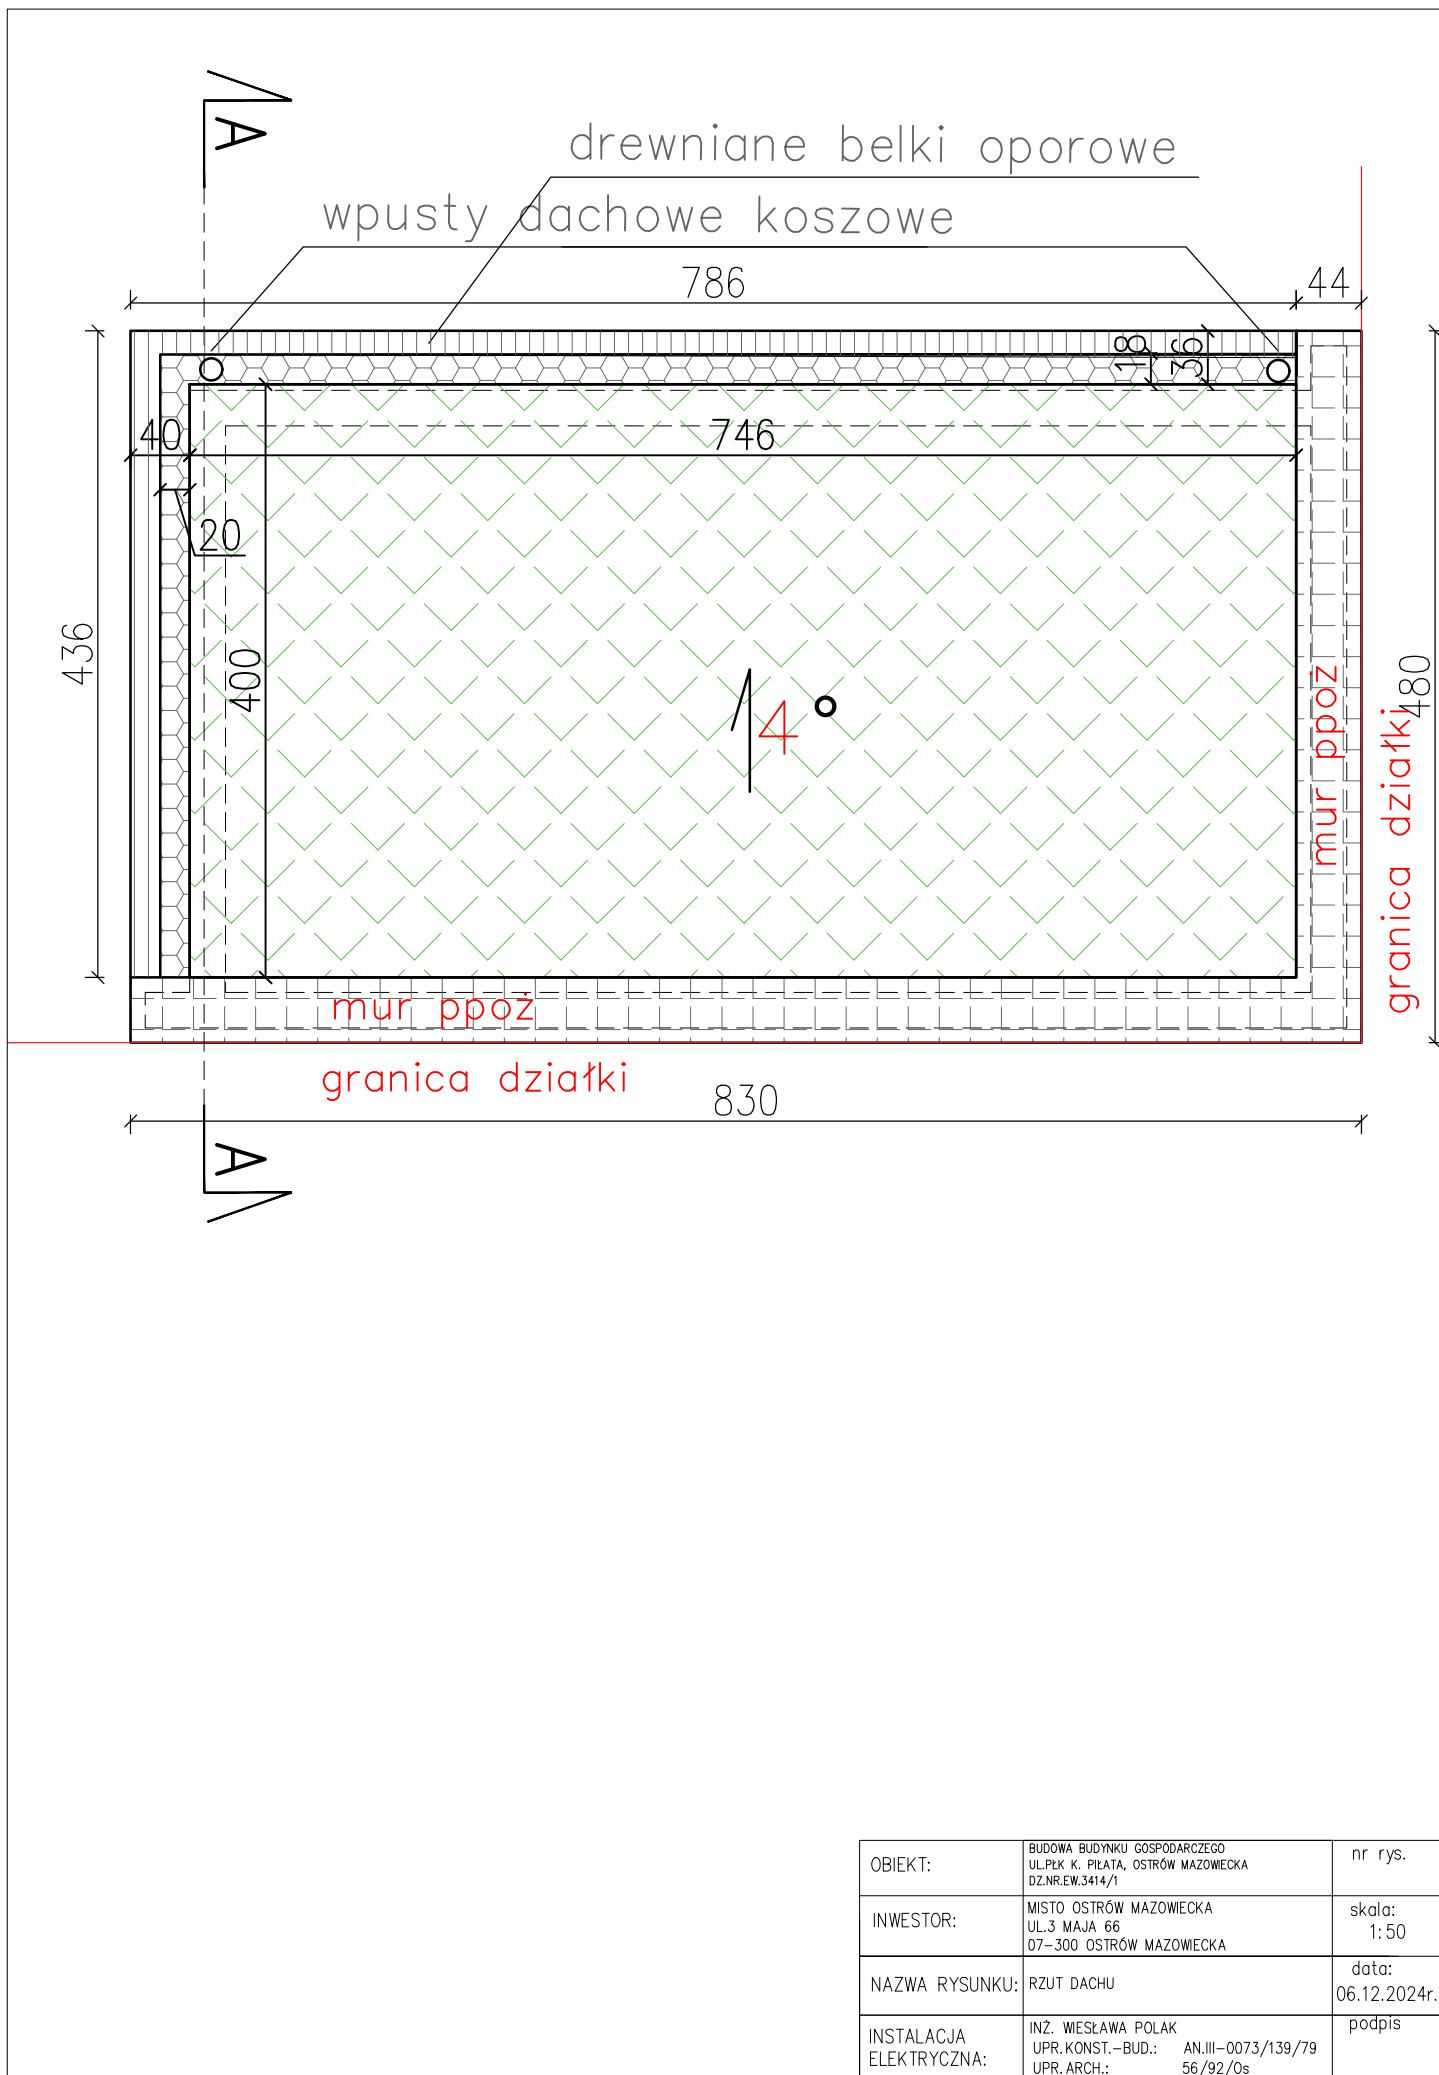 A
drewniane belki oporowe
wpusty dachowe koszowe
786
44
18
36
40
746
20
436
400
4
480
mur ppoż
granica działki
mur ppoż
granica działki
830
A
OBIEKT:
BUDOWA BUDYNKU GOSPODARCZEGO
UL.PŁK K. PIŁATA, OSTRÓW MAZOWIECKA
DZ.NR.EW.3414/1
nr rys.
INWESTOR:
MISTO OSTRÓW MAZOWIECKA
UL.3 MAJA 66
07-300 OSTRÓW MAZOWIECKA
skala:
1:50
NAZWA RYSUNKU:
RZUT DACHU
data:
06.12.2024r.
INSTALACJA
ELEKTRYCZNA:
INŻ. WIESŁAWA POLAK
UPR.KONST.-BUD.: AN.III-0073/139/79
UPR.ARCH.: 56/92/Os
podpis